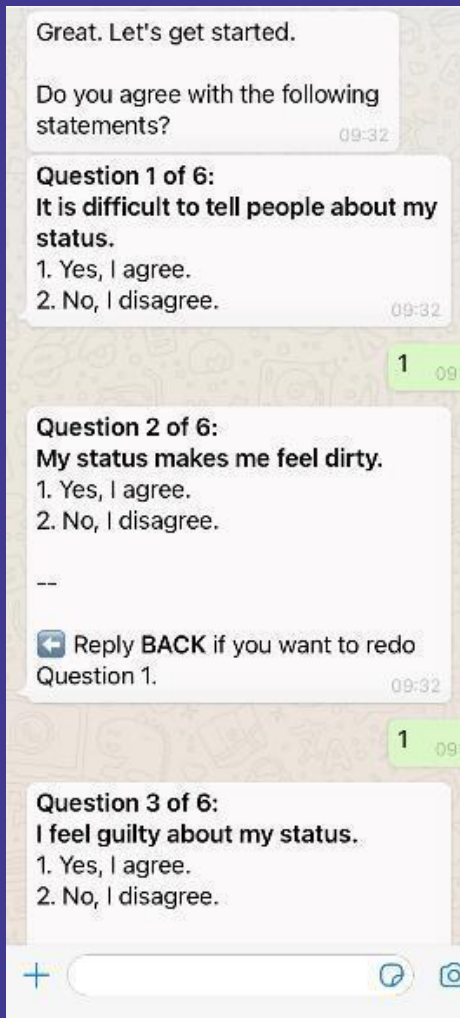 Great. Let's get started.
Do you agree with the following
statements?
09:32
Question 1 of 6:
It is difficult to tell people about my
status.
1. Yes, I agree.
2. No, I disagree.
09:32
1
09
Question 2 of 6:
My status makes me feel dirty.
1. Yes, I agree.
2. No, I disagree.
--
Reply BACK if you want to redo
Question 1.
09:32
1
09
Question 3 of 6:
I feel guilty about my status.
1. Yes, I agree.
2. No, I disagree.